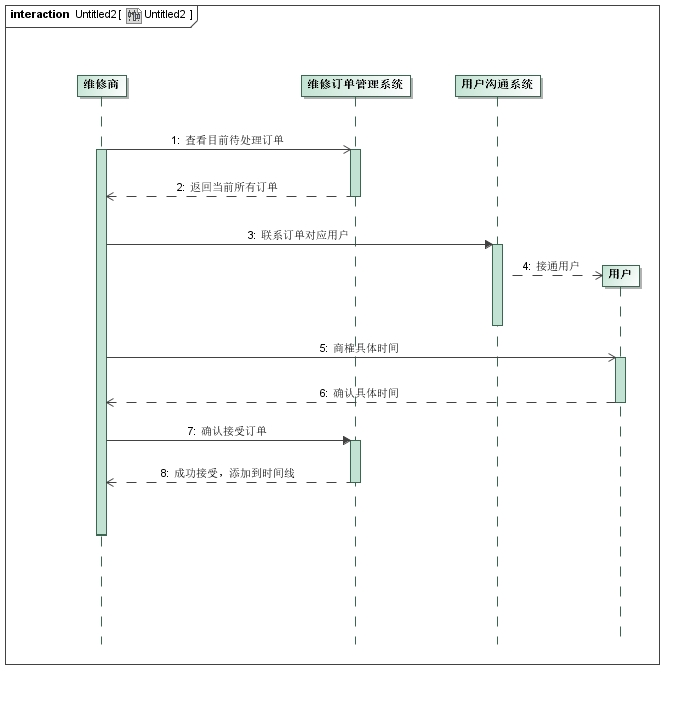 interaction Untitled2 [ Untitled2 ]
维修商
维修订单管理系统
用户沟通系统
1: 查看目前待处理订单
2: 返回当前所有订单
3: 联系订单对应用户
4: 接通用户
用户
5: 商榷具体时间
6: 确认具体时间
7: 确认接受订单
8: 成功接受，添加到时间线